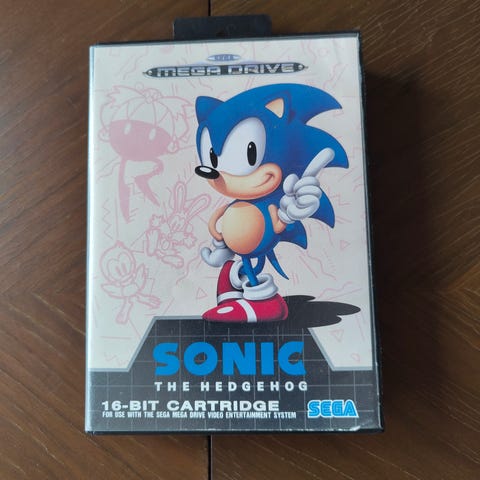 SEGA
MEGA DRIVE
SONIC
THE HEDGEHOG
16-BIT CARTRIDGE
FOR USE WITH THE SEGA MEGA DRIVE VIDEO ENTERTAINMENT SYSTEM
SEGA